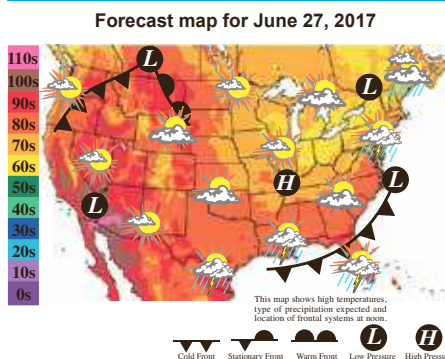 Forecast map for June 27, 2017
110s
100s
90s
80s
70s
60s
50s
40s
30s
20s
10s
0s
L
L
L
H
L
This map shows high temperatures,
type of precipitation expected and
location of frontal systems at noon.
L
H
Cold Front Stationary Front Warm Front Low Pressure High Pressu